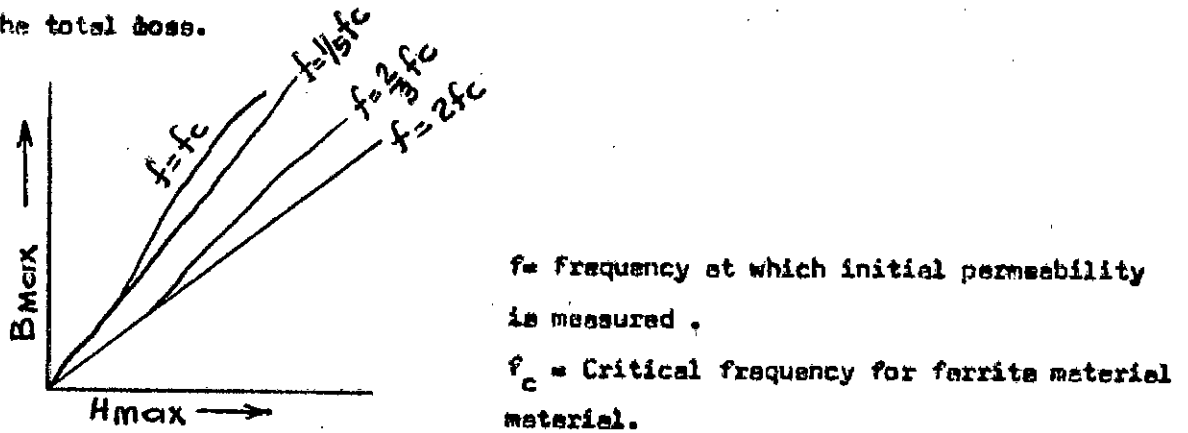 he total loss.
f=fc
f=1/5fc
f=2/3fc
f=2fc
BMax
Hmax
f= Frequency at which initial permeability
is measured .
fc = Critical frequency for ferrite material
material.